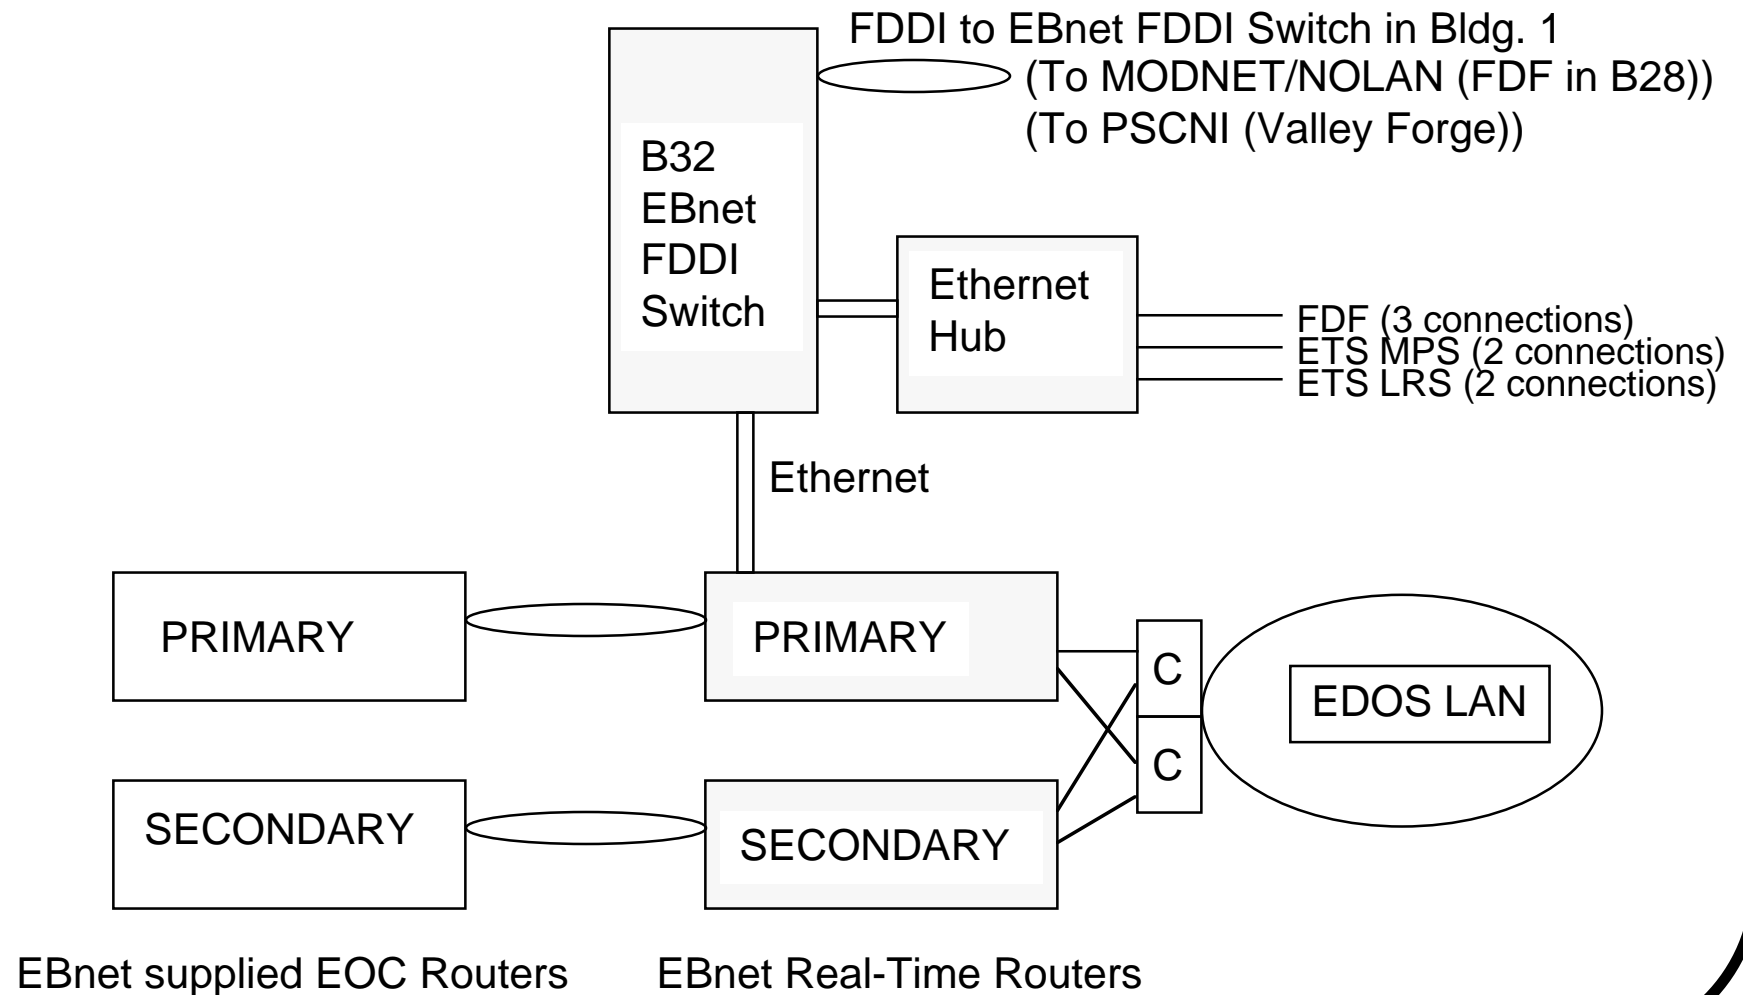 FDDI to EBnet FDDI Switch in Bldg. 1
(To MODNET/NOLAN (FDF in B28))
(To PSCNI (Valley Forge))
B32
EBnet
FDDI
Switch
Ethernet
Hub
FDF (3 connections)
ETS MPS (2 connections)
ETS LRS (2 connections)
Ethernet
PRIMARY
PRIMARY
C
C
EDOS LAN
SECONDARY
SECONDARY
EBnet supplied EOC Routers
EBnet Real-Time Routers